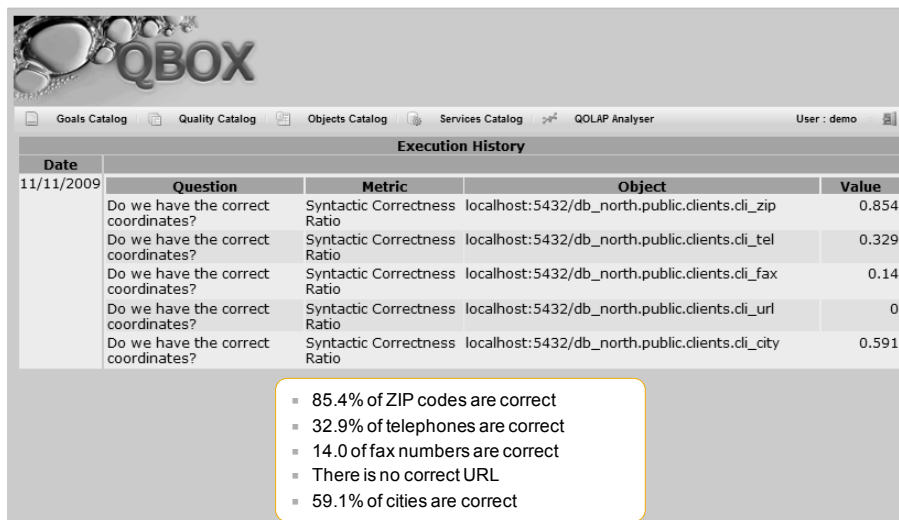 QBOX
Goals Catalog Quality Catalog Objects Catalog Services Catalog QOLAP Analyser User : demo
Execution History
Date
11/11/2009 Question Metric Object Value
Do we have the correct Syntactic Correctness localhost:5432/db_north.public.clients.cli_zip 0.854
coordinates? Ratio
Do we have the correct Syntactic Correctness localhost:5432/db_north.public.clients.cli_tel 0.329
coordinates? Ratio
Do we have the correct Syntactic Correctness localhost:5432/db_north.public.clients.cli_fax 0.14
coordinates? Ratio
Do we have the correct Syntactic Correctness localhost:5432/db_north.public.clients.cli_url 0
coordinates? Ratio
Do we have the correct Syntactic Correctness localhost:5432/db_north.public.clients.cli_city 0.591
coordinates? Ratio
85.4% of ZIP codes are correct
32.9% of telephones are correct
14.0 of fax numbers are correct
There is no correct URL
59.1% of cities are correct